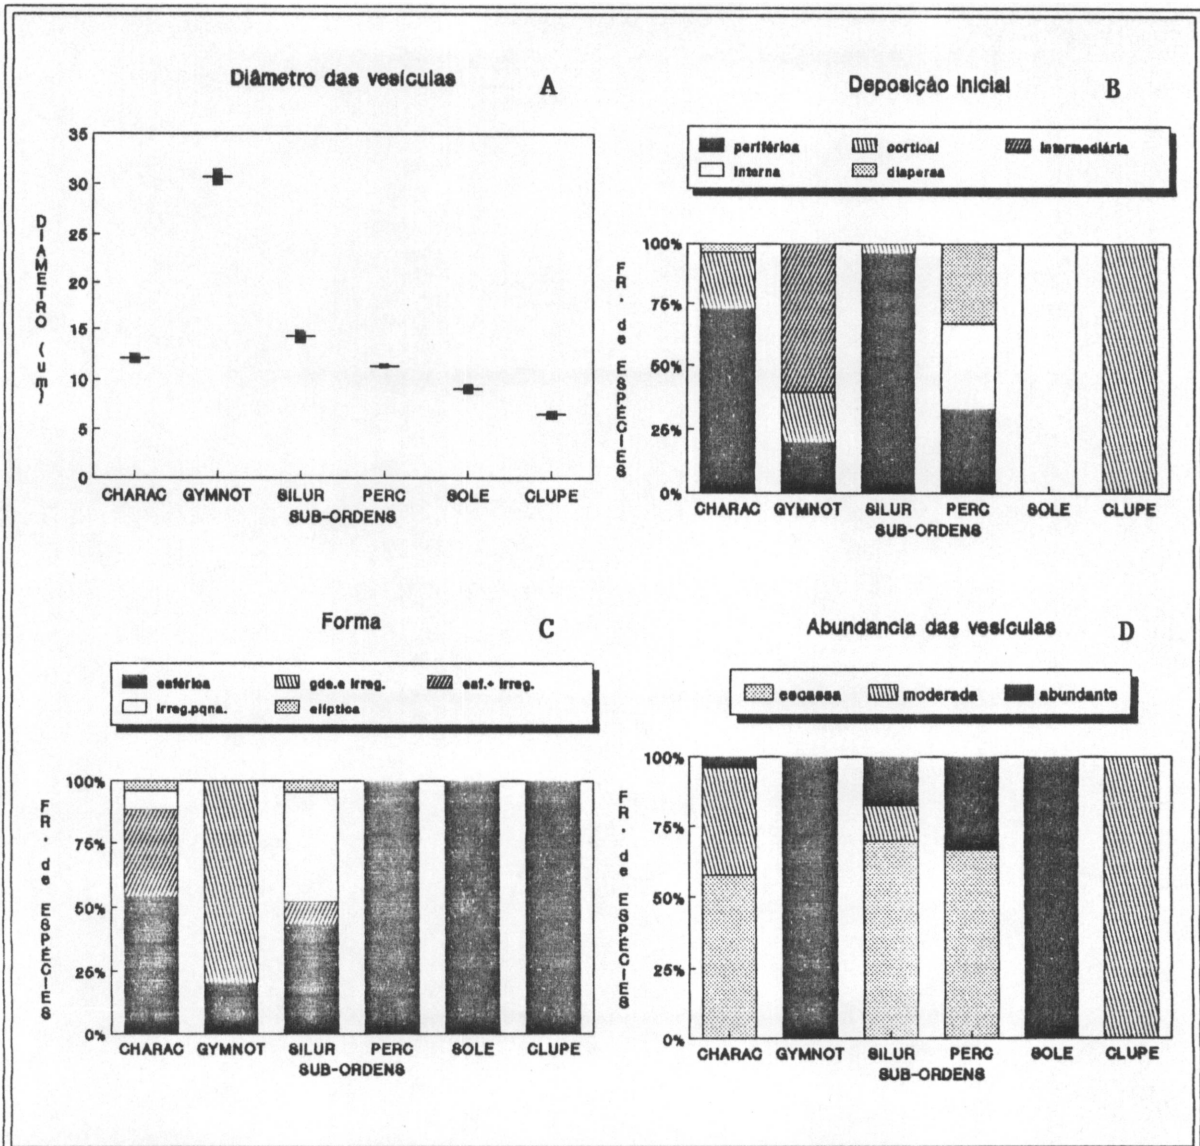 Diâmetro das vesículas A
35
30
25
20
15
10
5
0
DIAMETRO (um)
CHARAC GYMNOT SILUR PERC SOLE CLUPE
SUB-ORDENS
Deposição inicial B
periférica cortical intermediária
interna dispersa
100%
75%
50%
25%
0%
FR. de ESPÉCIES
CHARAC GYMNOT SILUR PERC SOLE CLUPE
SUB-ORDENS
Forma C
esférica gde.e irreg. esf.+ irreg.
irreg.pqna. elíptica
100%
75%
50%
25%
0%
FR. de ESPÉCIES
CHARAC GYMNOT SILUR PERC SOLE CLUPE
SUB-ORDENS
Abundancia das vesículas D
escassa moderada abundante
100%
75%
50%
25%
0%
FR. de ESPÉCIES
CHARAC GYMNOT SILUR PERC SOLE CLUPE
SUB-ORDENS